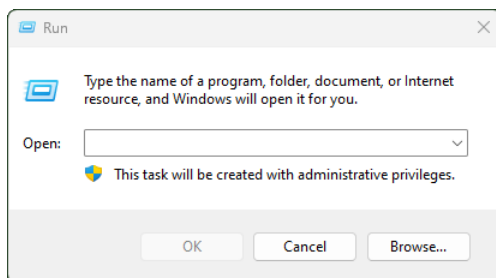 Run
Type the name of a program, folder, document, or Internet
resource, and Windows will open it for you.
Open:
This task will be created with administrative privileges.
OK
Cancel
Browse...